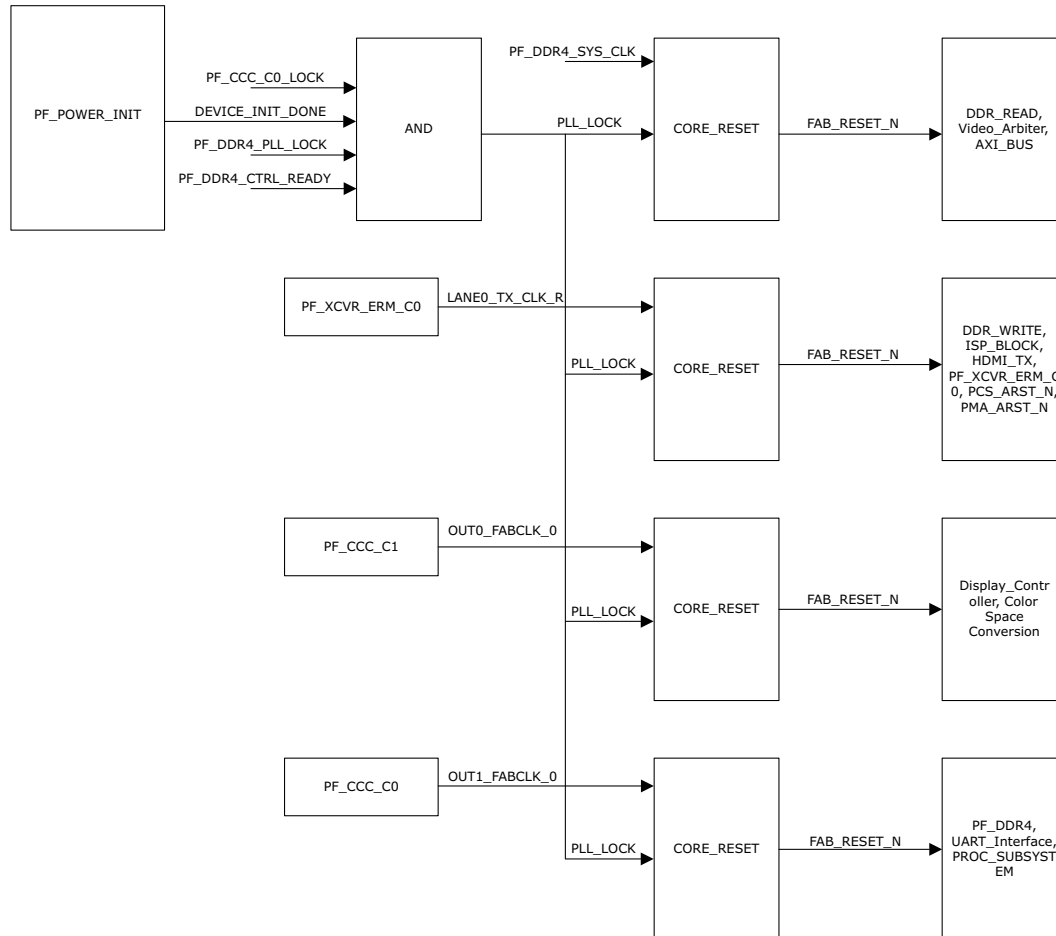 PF_DDR4_SYS_CLK
PF_CCC_C0_LOCK
PF_POWER_INIT
DEVICE_INIT_DONE
AND
PLL_LOCK
CORE_RESET
FAB_RESET_N
DDR_READ,
Video_Arbiter,
AXI_BUS
PF_DDR4_PLL_LOCK
PF_DDR4_CTRL_READY
PF_XCVR_ERM_C0
LANE0_TX_CLK_R
PLL_LOCK
CORE_RESET
FAB_RESET_N
DDR_WRITE,
ISP_BLOCK,
HDMI_TX,
PF_XCVR_ERM_C
0, PCS_ARST_N,
PMA_ARST_N
PF_CCC_C1
OUT0_FABCLK_0
PLL_LOCK
CORE_RESET
FAB_RESET_N
Display_Contr
oller, Color
Space
Conversion
PF_CCC_C0
OUT1_FABCLK_0
PLL_LOCK
CORE_RESET
FAB_RESET_N
PF_DDR4,
UART_Interface,
PROC_SUBSYST
EM